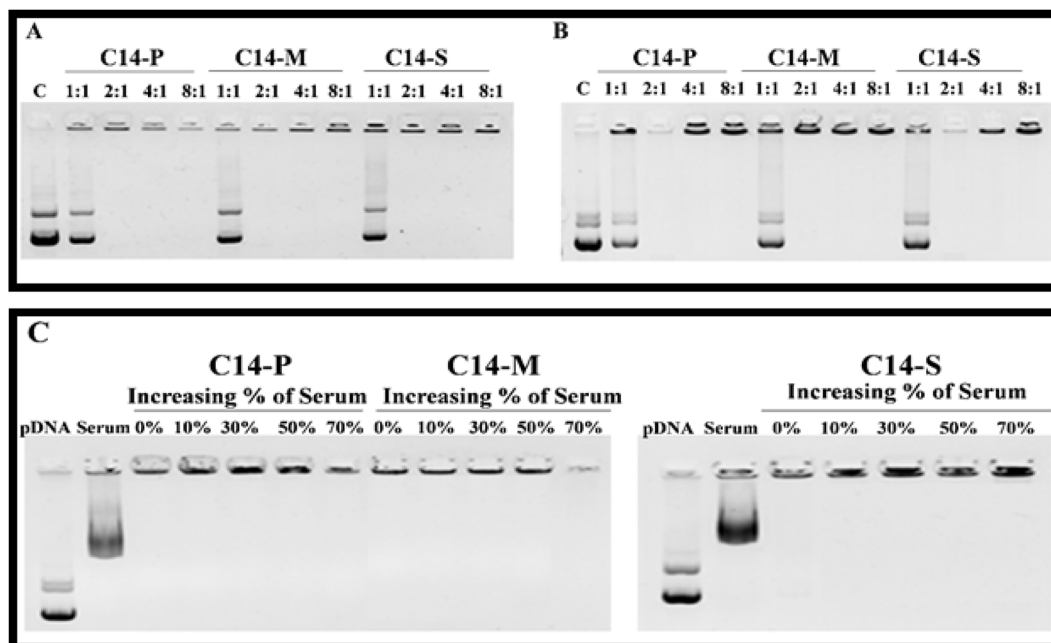 A
C14-P C14-M C14-S
C 1:1 2:1 4:1 8:1 1:1 2:1 4:1 8:1 1:1 2:1 4:1 8:1
B
C14-P C14-M C14-S
C 1:1 2:1 4:1 8:1 1:1 2:1 4:1 8:1 1:1 2:1 4:1 8:1
C
C14-P C14-M
Increasing % of Serum Increasing % of Serum
pDNA Serum 0% 10% 30% 50% 70% 0% 10% 30% 50% 70%
C14-S
Increasing % of Serum
pDNA Serum 0% 10% 30% 50% 70%